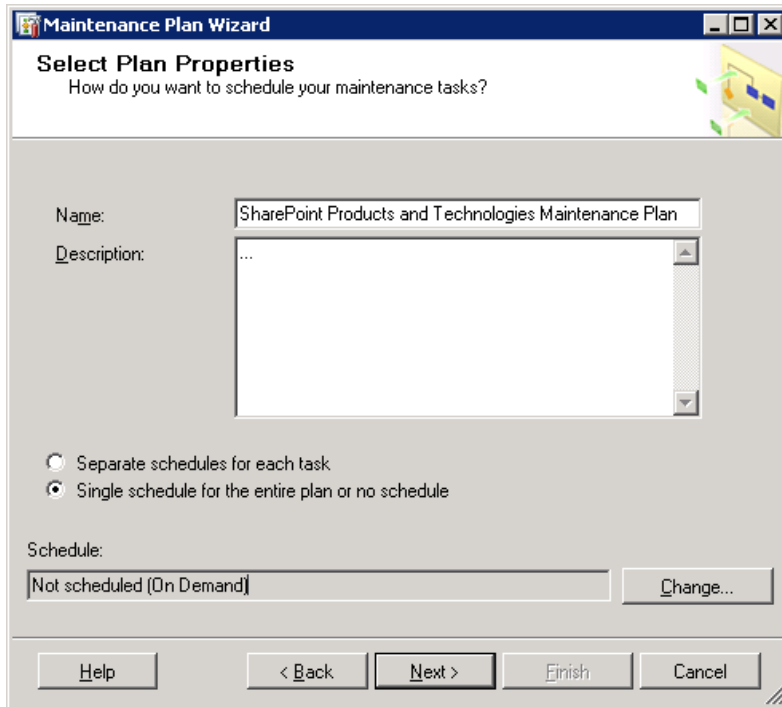 Maintenance Plan Wizard
Select Plan Properties
How do you want to schedule your maintenance tasks?
Name:
SharePoint Products and Technologies Maintenance Plan
Description:
...
Separate schedules for each task
Single schedule for the entire plan or no schedule
Schedule:
Not scheduled (On Demand)
Change...
Help
< Back
Next >
Finish
Cancel